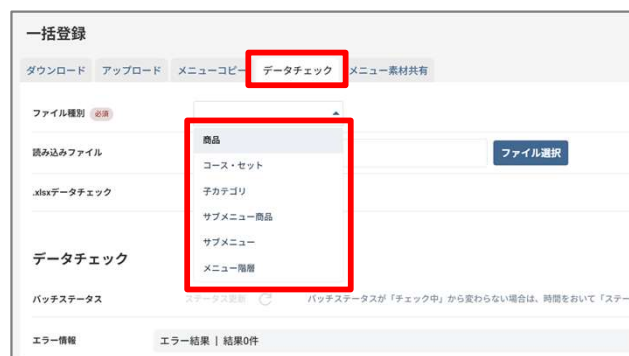 一括登録
ダウンロード アップロード メニューコピー データチェック メニュー素材共有
ファイル種別 必須
商品
読み込みファイル
ファイル選択
コース・セット
.xlsxデータチェック
子カテゴリ
サブメニュー商品
サブメニュー
データチェック
メニュー階層
バッチステータス ステータス更新 バッチステータスが「チェック中」から変わらない場合は、時間をおいて「ステー
エラー情報 エラー結果 | 結果0件